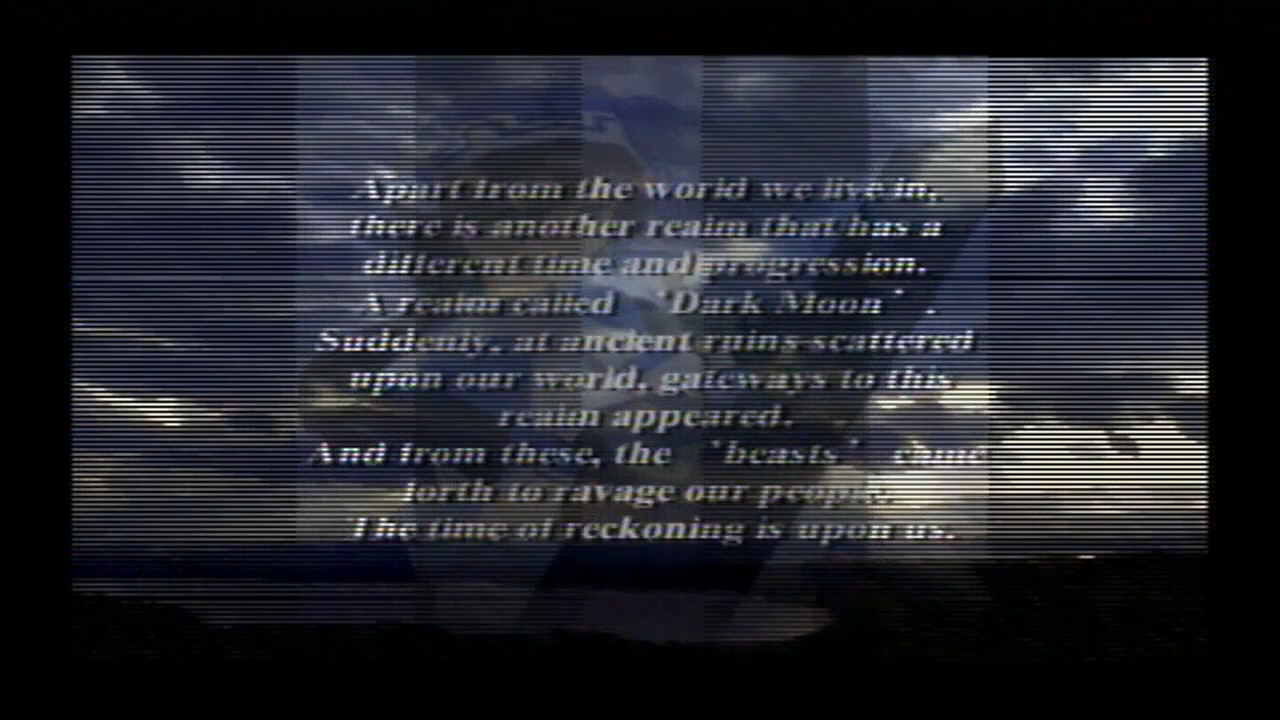 Apart from the world we live in,
there is another realm that has a
different time and progression.
A realm called 'Dark Moon' .
Suddenly, at ancient ruins scattered
upon our world, gateways to this
realm appeared.
And from these, the 'beasts' came
forth to ravage our people.
The time of reckoning is upon us.